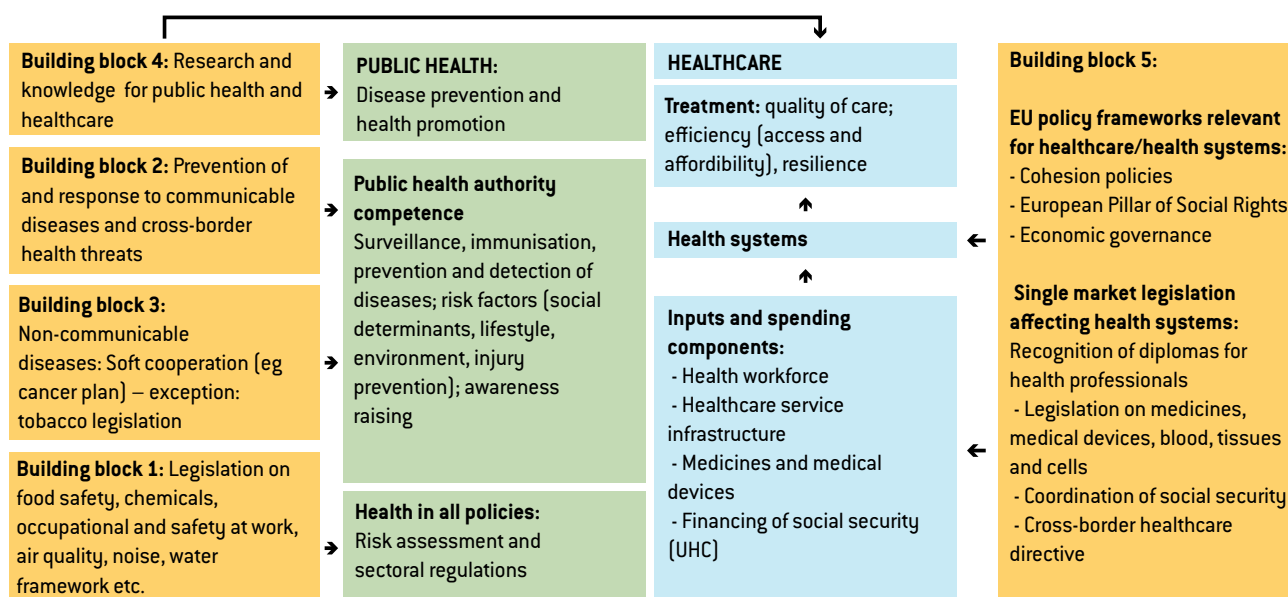 Building block 4: Research and
knowledge for public health and
healthcare
Building block 2: Prevention of
and response to communicable
diseases and cross-border
health threats
Building block 3:
Non-communicable
diseases: Soft cooperation (eg
cancer plan) – exception:
tobacco legislation
Building block 1: Legislation on
food safety, chemicals,
occupational and safety at work,
air quality, noise, water
framework etc.
PUBLIC HEALTH:
Disease prevention and
health promotion
Public health authority
competence
Surveillance, immunisation,
prevention and detection of
diseases; risk factors (social
determinants, lifestyle,
environment, injury
prevention); awareness
raising
Health in all policies:
Risk assessment and
sectoral regulations
HEALTHCARE
Treatment: quality of care;
efficiency (access and
affordibility), resilience
Health systems
Inputs and spending
components:
- Health workforce
- Healthcare service
infrastructure
- Medicines and medical
devices
- Financing of social security
(UHC)
Building block 5:
EU policy frameworks relevant
for healthcare/health systems:
- Cohesion policies
- European Pillar of Social Rights
- Economic governance
Single market legislation
affecting health systems:
Recognition of diplomas for
health professionals
- Legislation on medicines,
medical devices, blood, tissues
and cells
- Coordination of social security
- Cross-border healthcare
directive